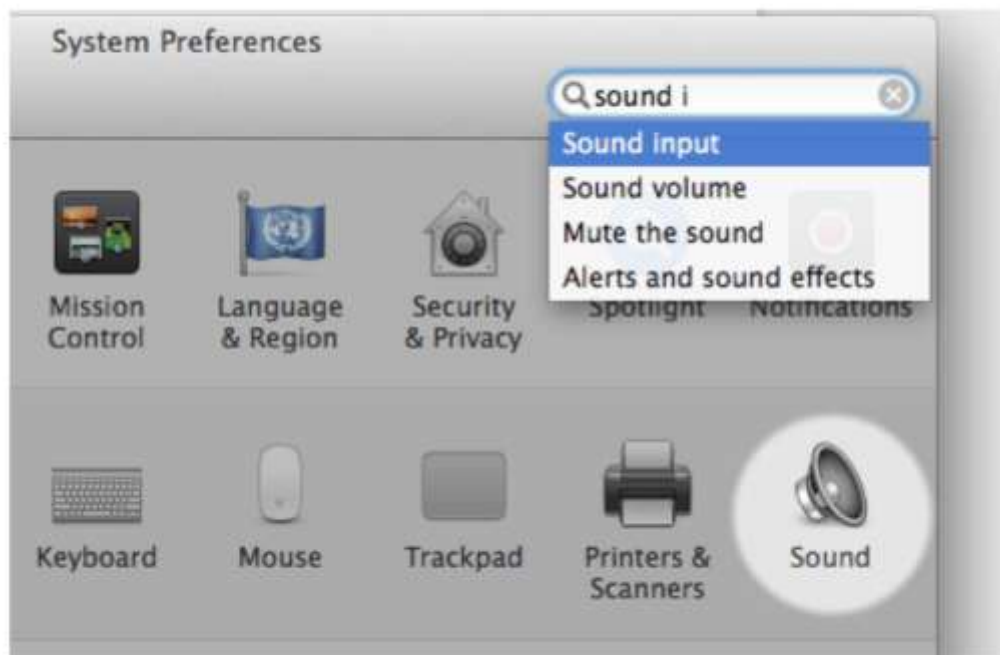 System Preferences
sound i
Sound input
Sound volume
Mute the sound
Alerts and sound effects
Mission
Control
Language
& Region
Security
& Privacy
Spotlight
Notifications
Keyboard
Mouse
Trackpad
Printers &
Scanners
Sound